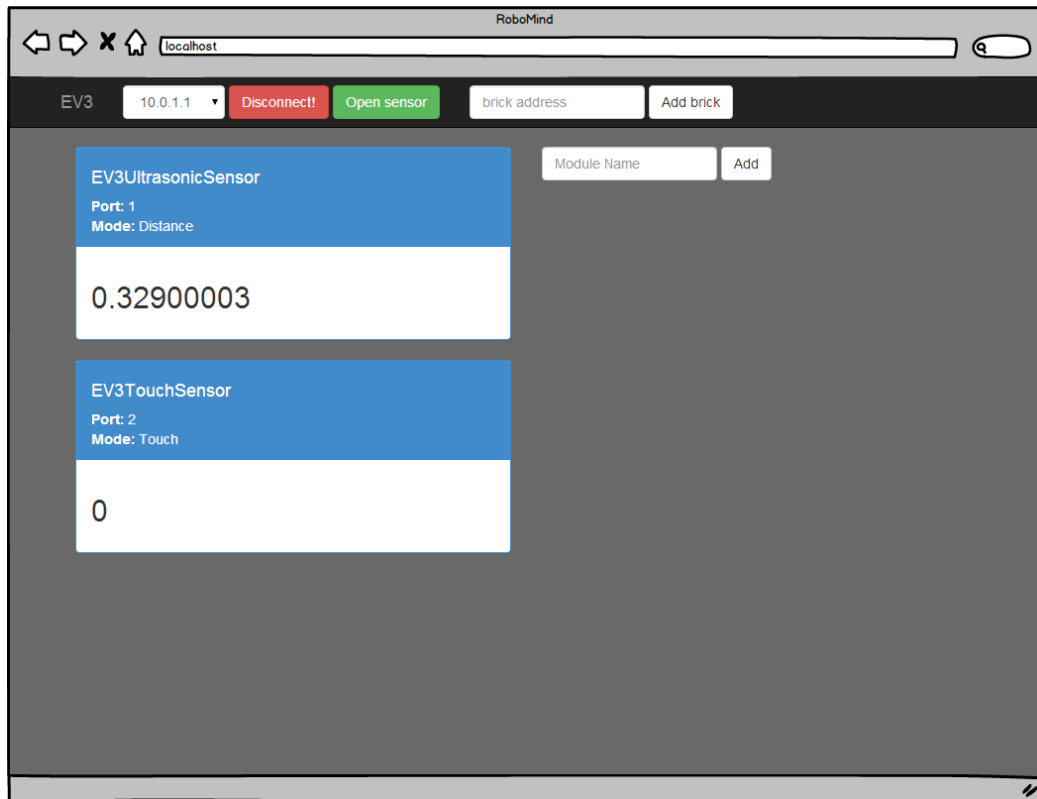 RoboMind
localhost
EV3 10.0.1.1 Disconnect! Open sensor brick address Add brick
EV3UltrasonicSensor
Port: 1
Mode: Distance
0.32900003
Module Name Add
EV3TouchSensor
Port: 2
Mode: Touch
0